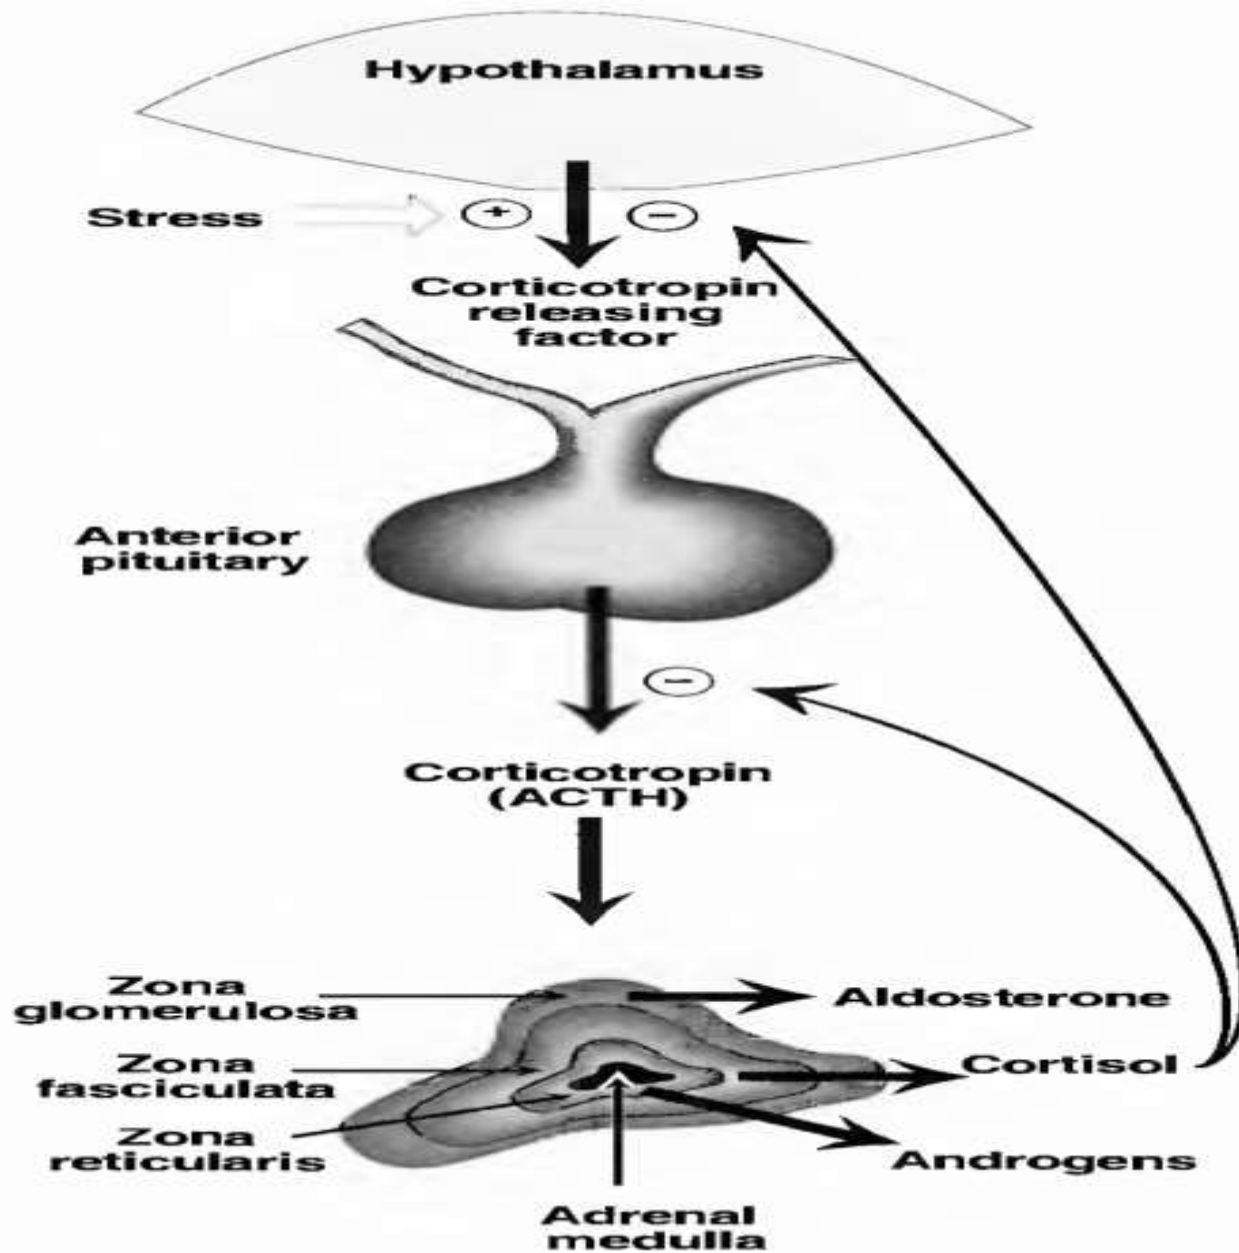 Hypothalamus
Stress
+
−
Corticotropin
releasing
factor
Anterior
pituitary
−
Corticotropin
(ACTH)
Zona
glomerulosa
Aldosterone
Zona
fasciculata
Cortisol
Zona
reticularis
Androgens
Adrenal
medulla